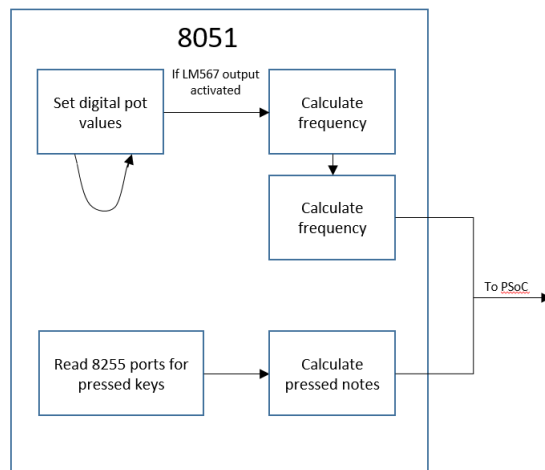 8051
If LM567 output
activated
Set digital pot
values
Calculate
frequency
Calculate
frequency
To PSoC
Read 8255 ports for
pressed keys
Calculate
pressed notes